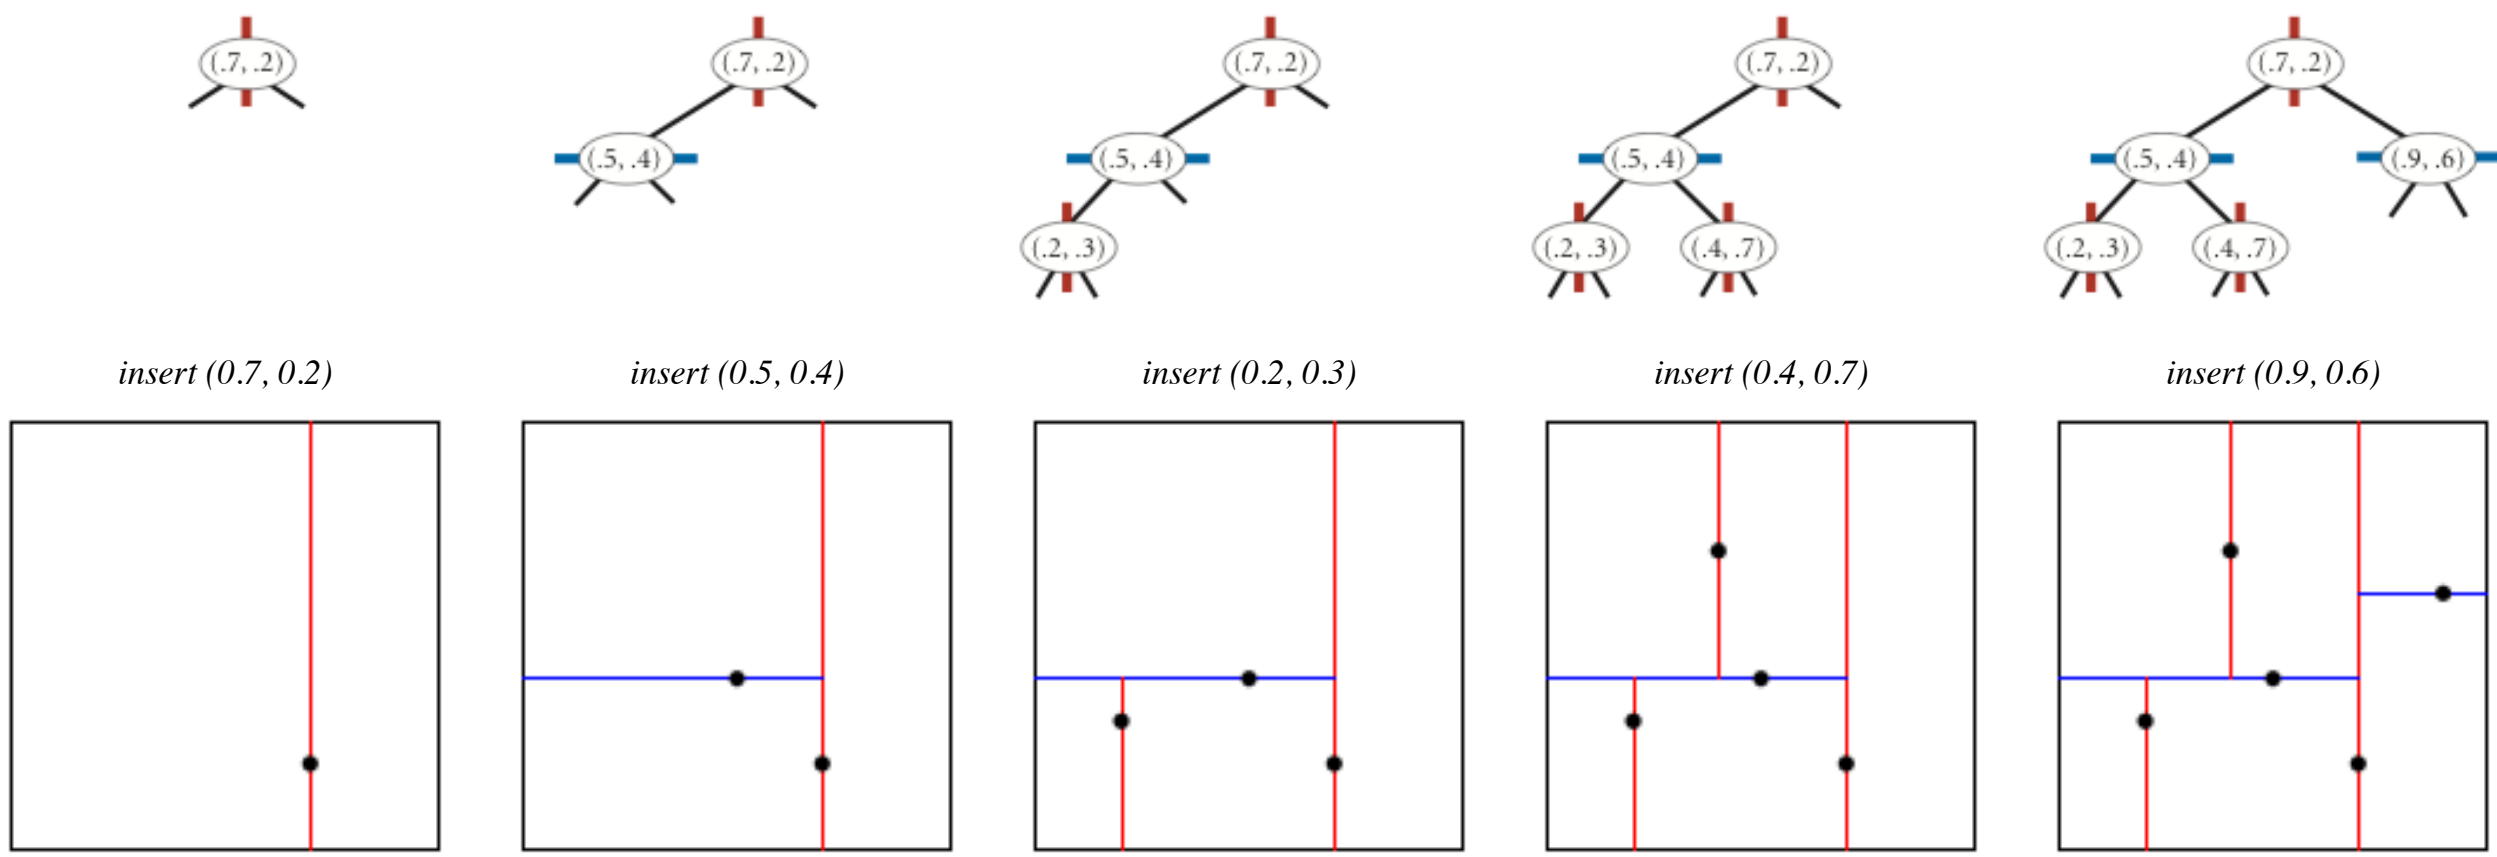 (.7, .2)
(.7, .2)
(.5, .4)
(.7, .2)
(.5, .4)
(.2, .3)
(.7, .2)
(.5, .4)
(.2, .3) (.4, .7)
(.7, .2)
(.5, .4) (.9, .6)
(.2, .3) (.4, .7)
insert (0.7, 0.2)
insert (0.5, 0.4)
insert (0.2, 0.3)
insert (0.4, 0.7)
insert (0.9, 0.6)